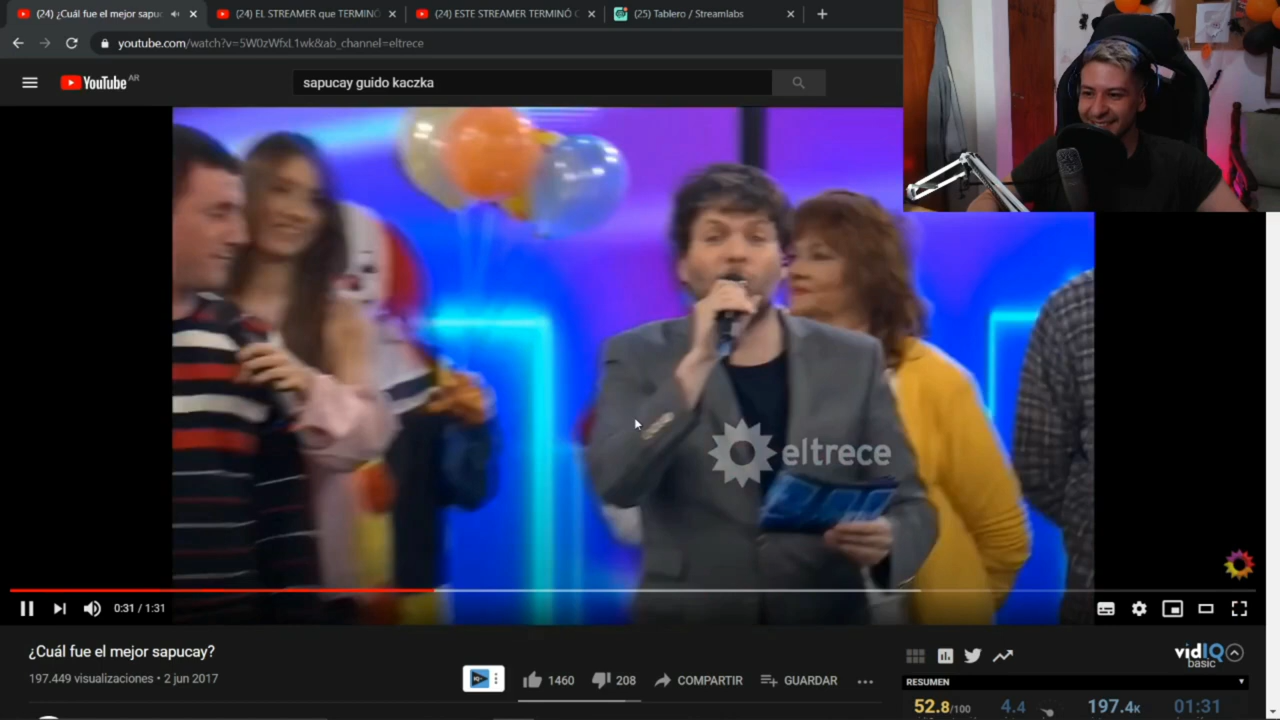 (24) ¿Cuál fue el mejor sapuc
(24) EL STREAMER que TERMINÓ
(24) ESTE STREAMER TERMINÓ
(25) Tablero / Streamlabs
youtube.com/watch?v=5W0zWfxL1wk&ab_channel=eltrece
YouTube AR
sapucay guido kaczka
eltrece
0:31 / 1:31
¿Cuál fue el mejor sapucay?
197.449 visualizaciones • 2 jun 2017
1460
208
COMPARTIR
GUARDAR
vidIQ
basic
RESUMEN
52.8/100
4.4
197.4K
01:31